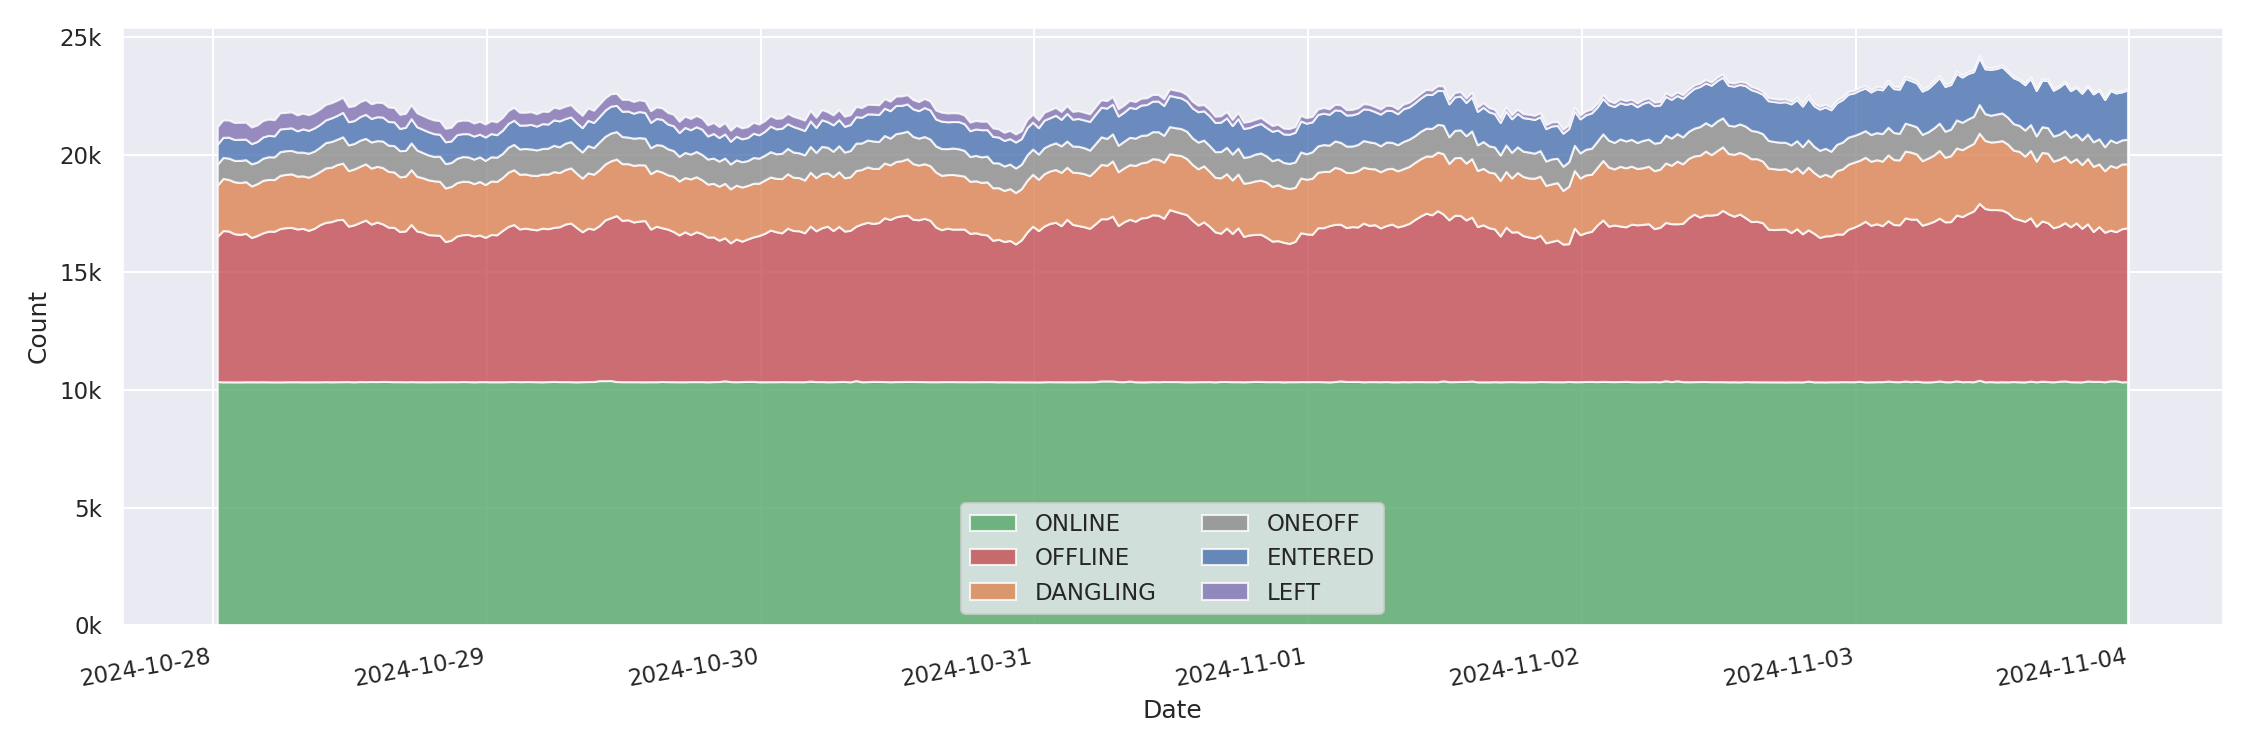 25k
20k
15k
10k
5k
0k
Count
ONLINE
OFFLINE
DANGLING
ONEOFF
ENTERED
LEFT
2024-10-28
2024-10-29
2024-10-30
2024-10-31
2024-11-01
2024-11-02
2024-11-03
2024-11-04
Date